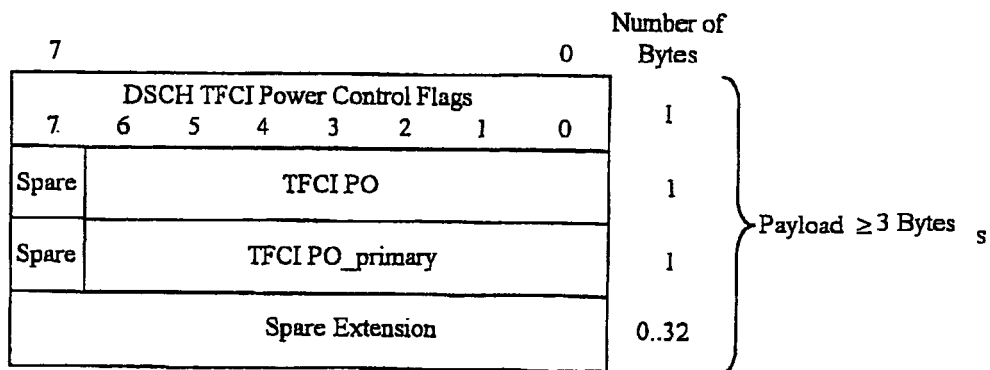 Number of
7 0 Bytes
DSCH TFCI Power Control Flags
7. 6 5 4 3 2 1 0 1
Spare TFCI PO 1
Payload ≥3 Bytes s
Spare TFCI PO_primary 1
Spare Extension 0..32